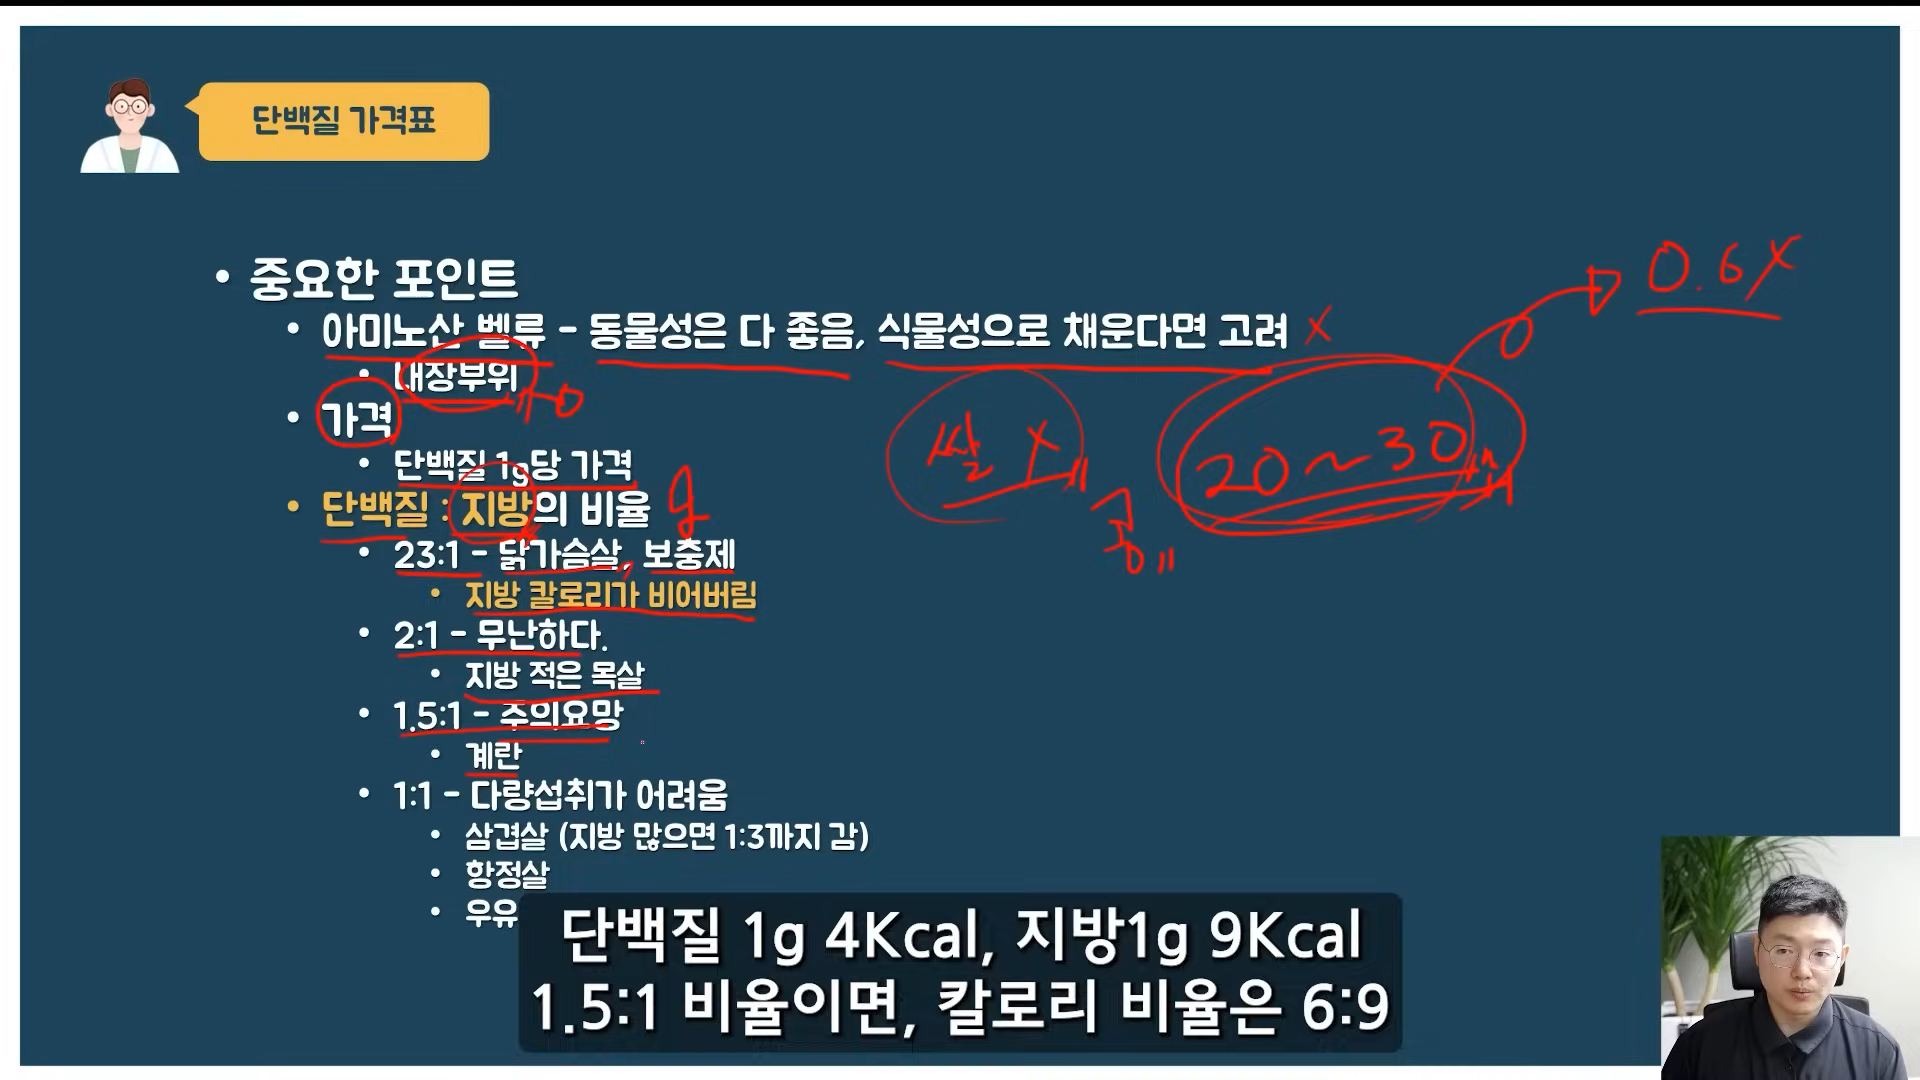 단백질 가격표
• 중요한 포인트
• 아미노산 벨류 - 동물성은 다 좋음, 식물성으로 채운다면 고려 X
• 내장부위
• 가격
• 단백질 1g당 가격
• 단백질 : 지방의 비율 g
• 23:1 - 닭가슴살, 보충제
• 지방 칼로리가 비어버림
• 2:1 - 무난하다.
• 지방 적은 목살
• 1.5:1 - 주의요망
• 계란
• 1:1 - 다량섭취가 어려움
• 삼겹살 (지방 많으면 1:3까지 감)
• 항정살
• 우유
쌀 X
콩
20~30
0.6X
단백질 1g 4Kcal, 지방1g 9Kcal
1.5:1 비율이면, 칼로리 비율은 6:9